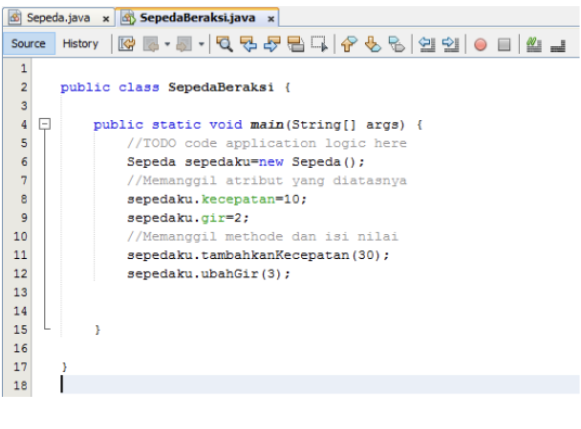 Sepeda.java x SepedaBeraksi.java x
Source History
1
2 public class SepedaBeraksi {
3
4 public static void main(String[] args) {
5 //TODO code application logic here
6 Sepeda sepedaku=new Sepeda();
7 //Memanggil atribut yang diatasnya
8 sepedaku.kecepatan=10;
9 sepedaku.gir=2;
10 //Memanggil methode dan isi nilai
11 sepedaku.tambahkanKecepatan(30);
12 sepedaku.ubahGir(3);
13
14
15 }
16
17 }
18